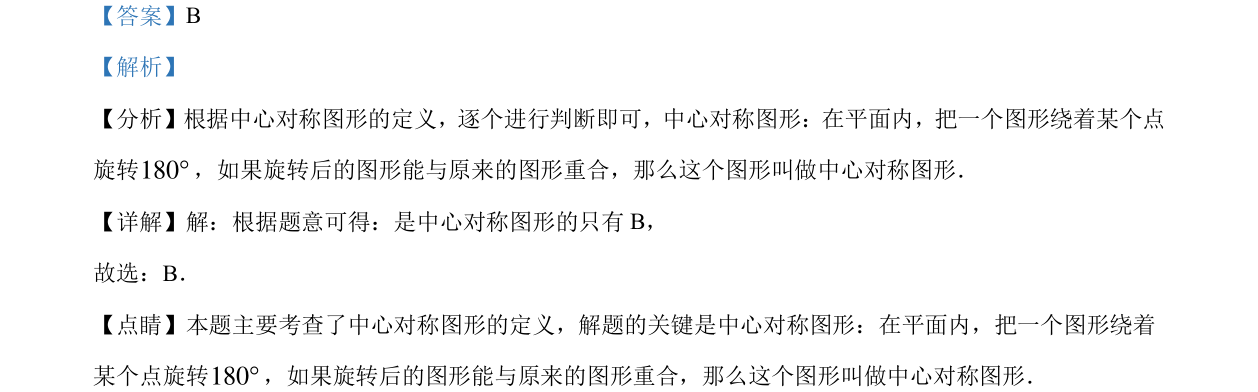 【答案】B
【解析】
【分析】根据中心对称图形的定义，逐个进行判断即可，中心对称图形：在平面内，把一个图形绕着某个点
旋转180°，如果旋转后的图形能与原来的图形重合，那么这个图形叫做中心对称图形．
【详解】解：根据题意可得：是中心对称图形的只有 B，
故选：B．
【点睛】本题主要考查了中心对称图形的定义，解题的关键是中心对称图形：在平面内，把一个图形绕着
某个点旋转180°，如果旋转后的图形能与原来的图形重合，那么这个图形叫做中心对称图形．